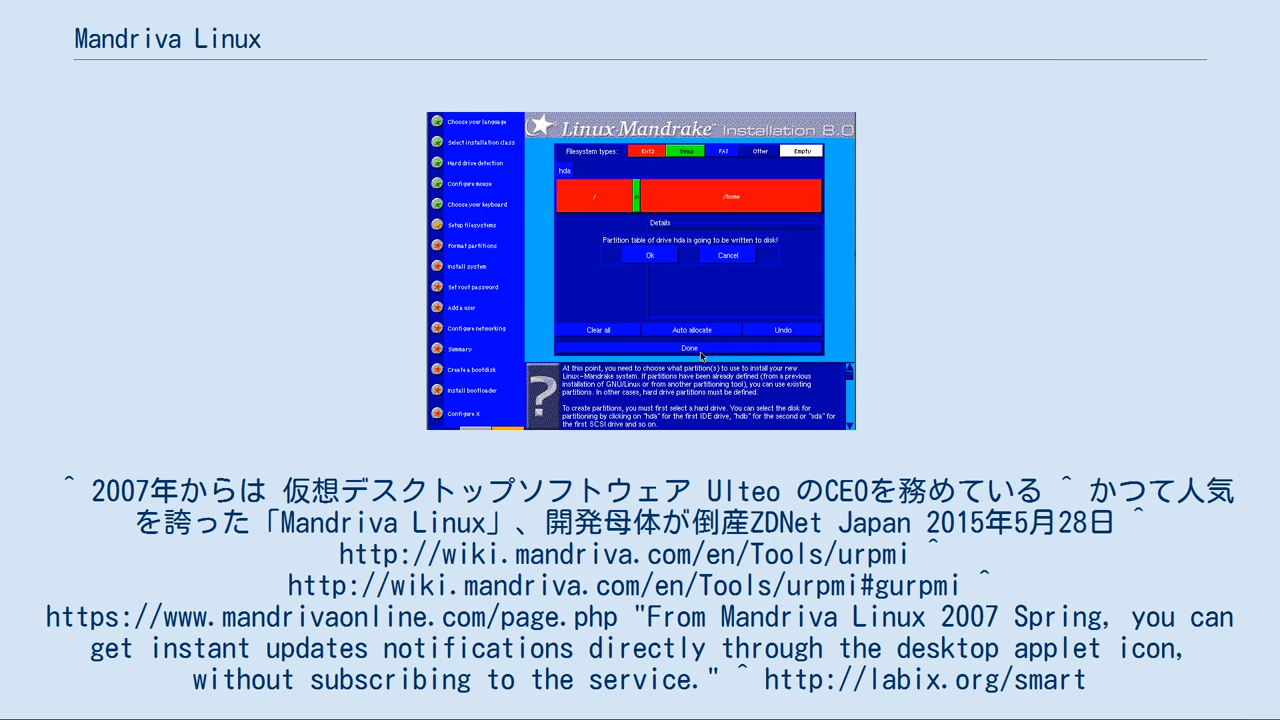 Mandriva Linux
Linux-Mandrake™ Installation 8.0
Choose your language
Select installation class
Hard drive detection
Configure mouse
Choose your keyboard
Setup filesystems
Format partitions
Install system
Set root password
Add a user
Configure networking
Summary
Create a bootdisk
Install bootloader
Configure X
Filesystem types: Ext2 Swap FAT Other Empty
hda
/ /home
Details
Partition table of drive hda is going to be written to disk!
Ok Cancel
Clear all Auto allocate Undo
Done
At this point, you need to choose what partition(s) to use to install your new
Linux-Mandrake system. If partitions have been already defined (from a previous
installation of GNU/Linux or from another partitioning tool), you can use existing
partitions. In other cases, hard drive partitions must be defined.
To create partitions, you must first select a hard drive. You can select the disk for
partitioning by clicking on "hda" for the first IDE drive, "hdb" for the second or "sda" for
the first SCSI drive and so on.
^ 2007年からは 仮想デスクトップソフトウェア Ulteo のCEOを務めている ^ かつて人気
を誇った「Mandriva Linux」、開発母体が倒産ZDNet Japan 2015年5月28日 ^
http://wiki.mandriva.com/en/Tools/urpmi ^
http://wiki.mandriva.com/en/Tools/urpmi#gurpmi ^
https://www.mandrivaonline.com/page.php "From Mandriva Linux 2007 Spring, you can
get instant updates notifications directly through the desktop applet icon,
without subscribing to the service." ^ http://labix.org/smart